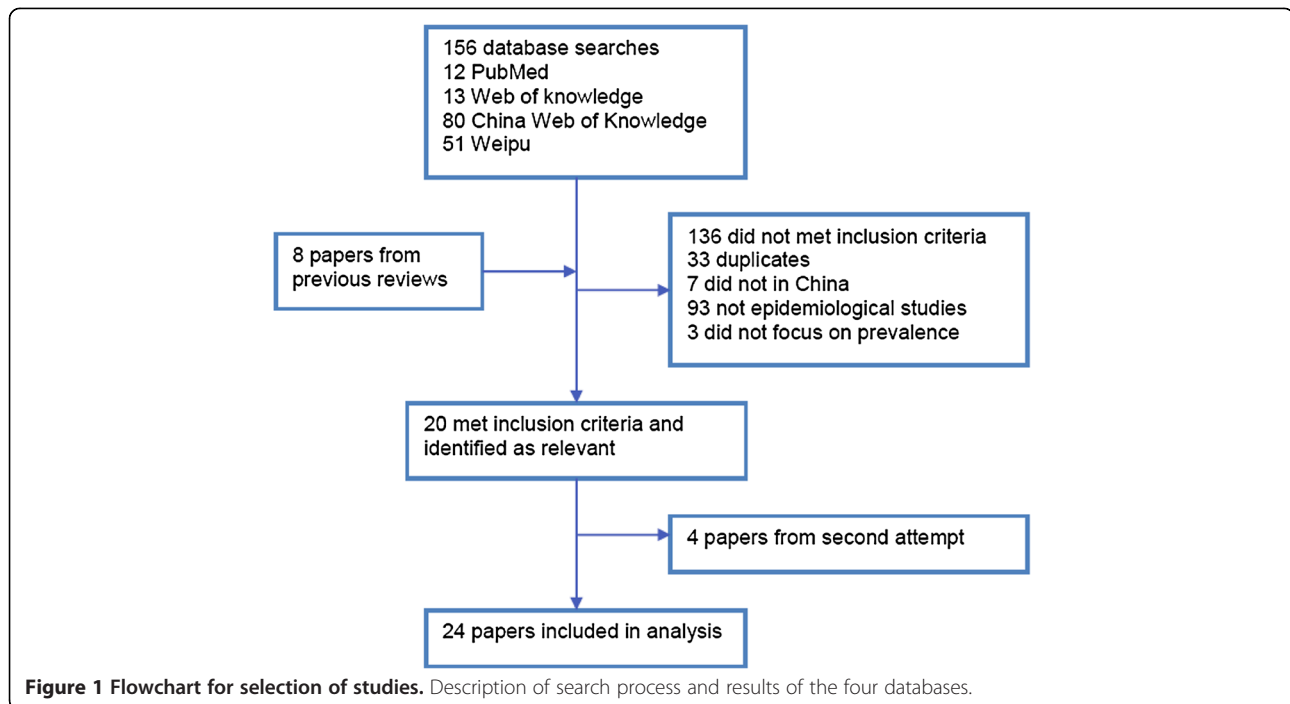 156 database searches
12 PubMed
13 Web of knowledge
80 China Web of Knowledge
51 Weipu
8 papers from
previous reviews
136 did not met inclusion criteria
33 duplicates
7 did not in China
93 not epidemiological studies
3 did not focus on prevalence
20 met inclusion criteria and
identified as relevant
4 papers from second attempt
24 papers included in analysis
Figure 1 Flowchart for selection of studies. Description of search process and results of the four databases.